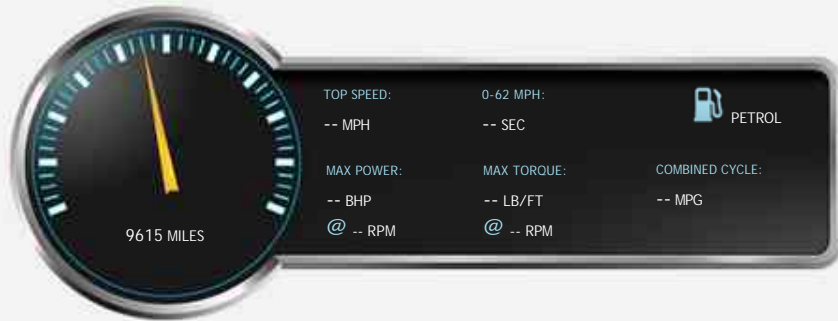 TOP SPEED:
0-62 MPH:
-- MPH
-- SEC
PETROL
MAX POWER:
MAX TORQUE:
COMBINED CYCLE:
-- BHP
-- LB/FT
-- MPG
@ -- RPM
@ -- RPM
9615 MILES